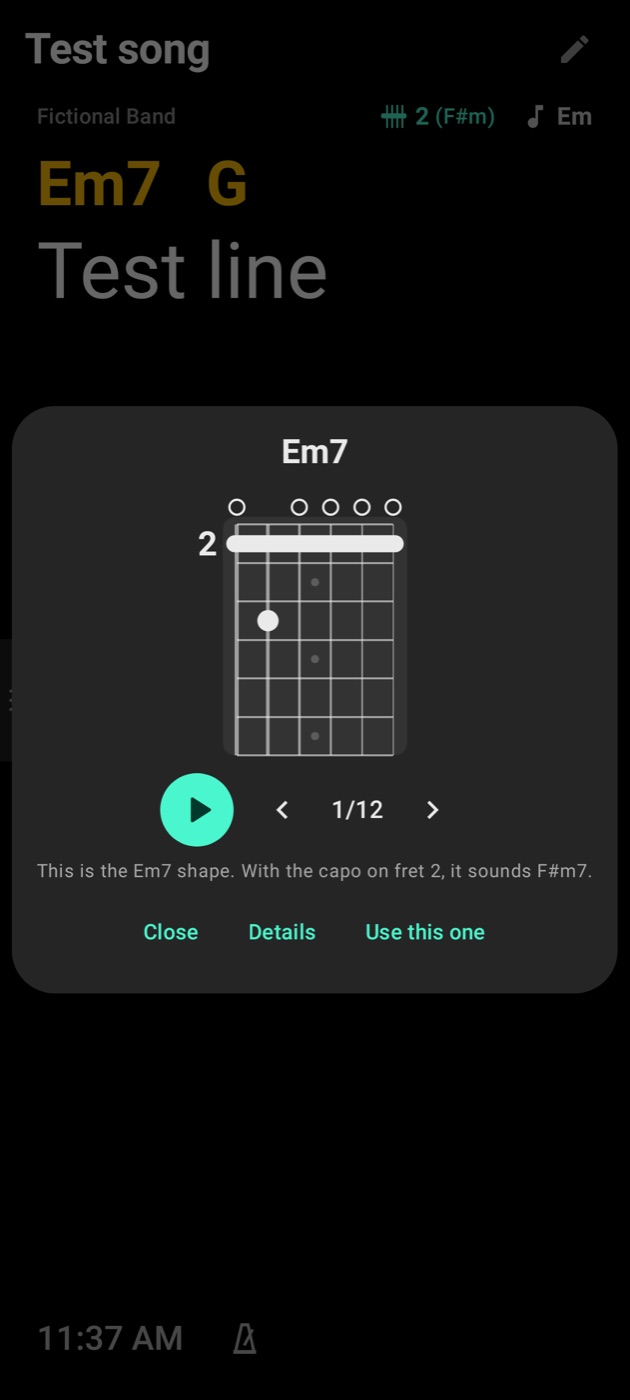 Test song
Fictional Band 2 (F#m) Em
Em7 G
Test line
Em7
2
1/12
This is the Em7 shape. With the capo on fret 2, it sounds F#m7.
Close Details Use this one
11:37 AM